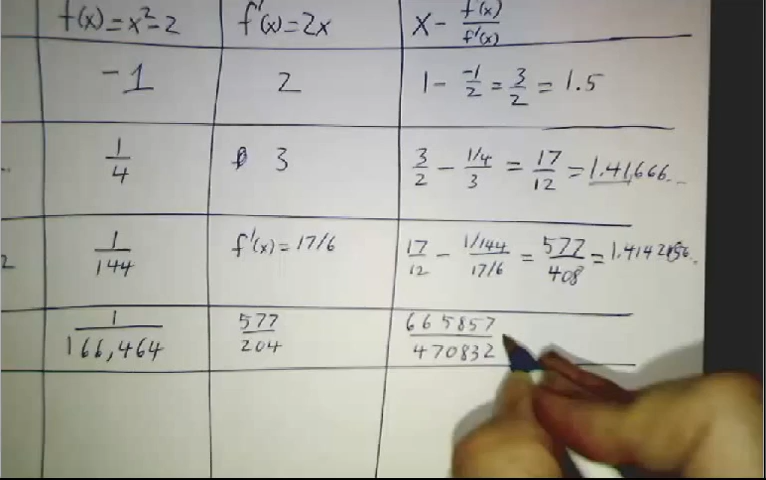 f(x)=x²-2 f'(x)=2x x - f(x)/f'(x)
-1 2 1 - -1/2 = 3/2 = 1.5
1/4 3 3/2 - 1/4/3 = 17/12 = 1.41666...
2 1/144 f'(x)=17/6 17/12 - 1/144/17/6 = 577/408 = 1.4142156.
1/166,464 577/204 665857/470832